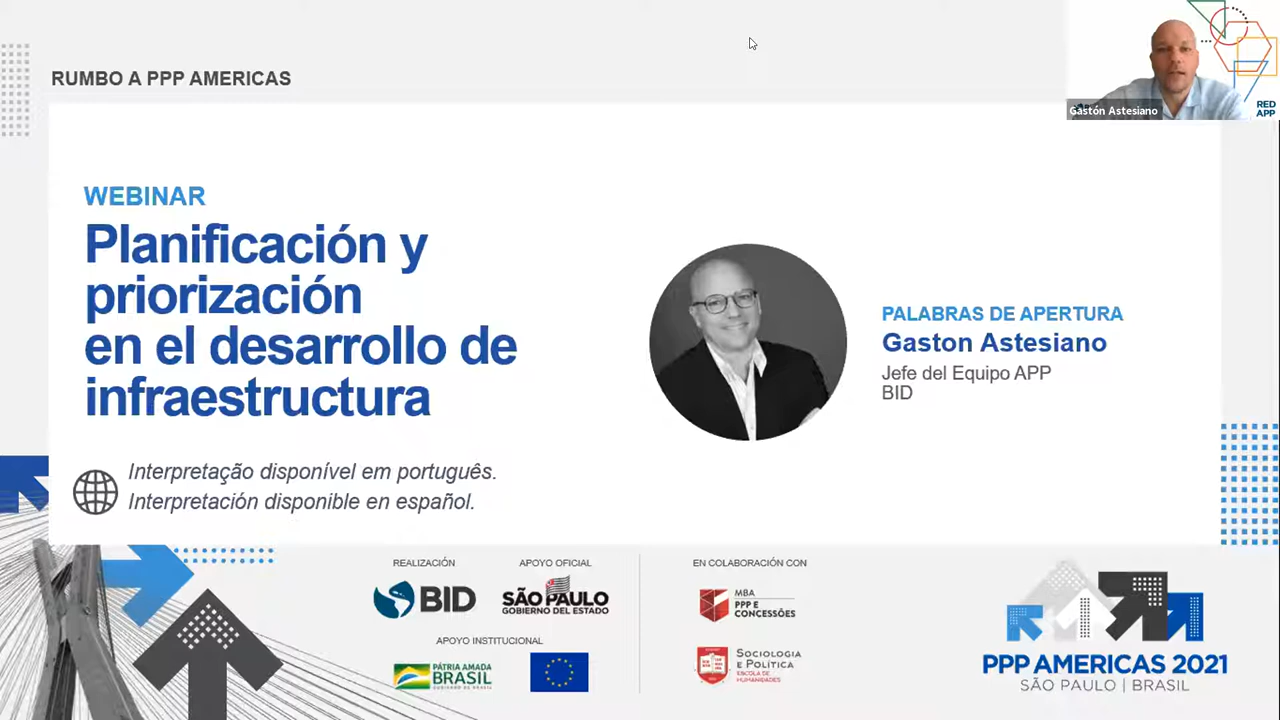 RUMBO A PPP AMERICAS
Gastón Astesiano
RED
APP
WEBINAR
Planificación y
priorización
en el desarrollo de
infraestructura
Interpretação disponível em português.
Interpretación disponible en español.
PALABRAS DE APERTURA
Gaston Astesiano
Jefe del Equipo APP
BID
REALIZACIÓN
BID
APOYO OFICIAL
SÃO PAULO
GOBIERNO DEL ESTADO
APOYO INSTITUCIONAL
PÁTRIA AMADA
BRASIL
EN COLABORACIÓN CON
MBA
PPP E
CONCESSÕES
SOCIOLOGIA
E POLÍTICA
ESCOLA DE
HUMANIDADES
PPP AMERICAS 2021
SÃO PAULO | BRASIL